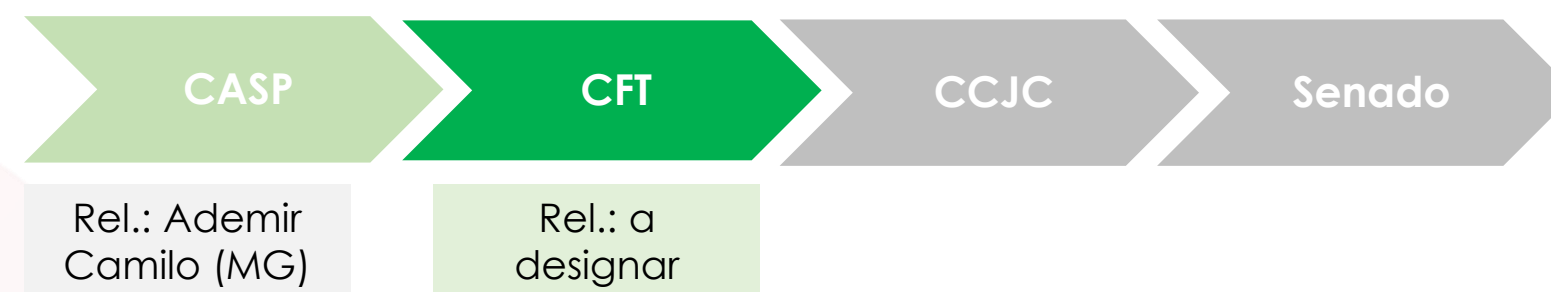 CASP
CFT
CCJC
Senado
Rel.: Ademir
Camilo (MG)
Rel.: a
designar